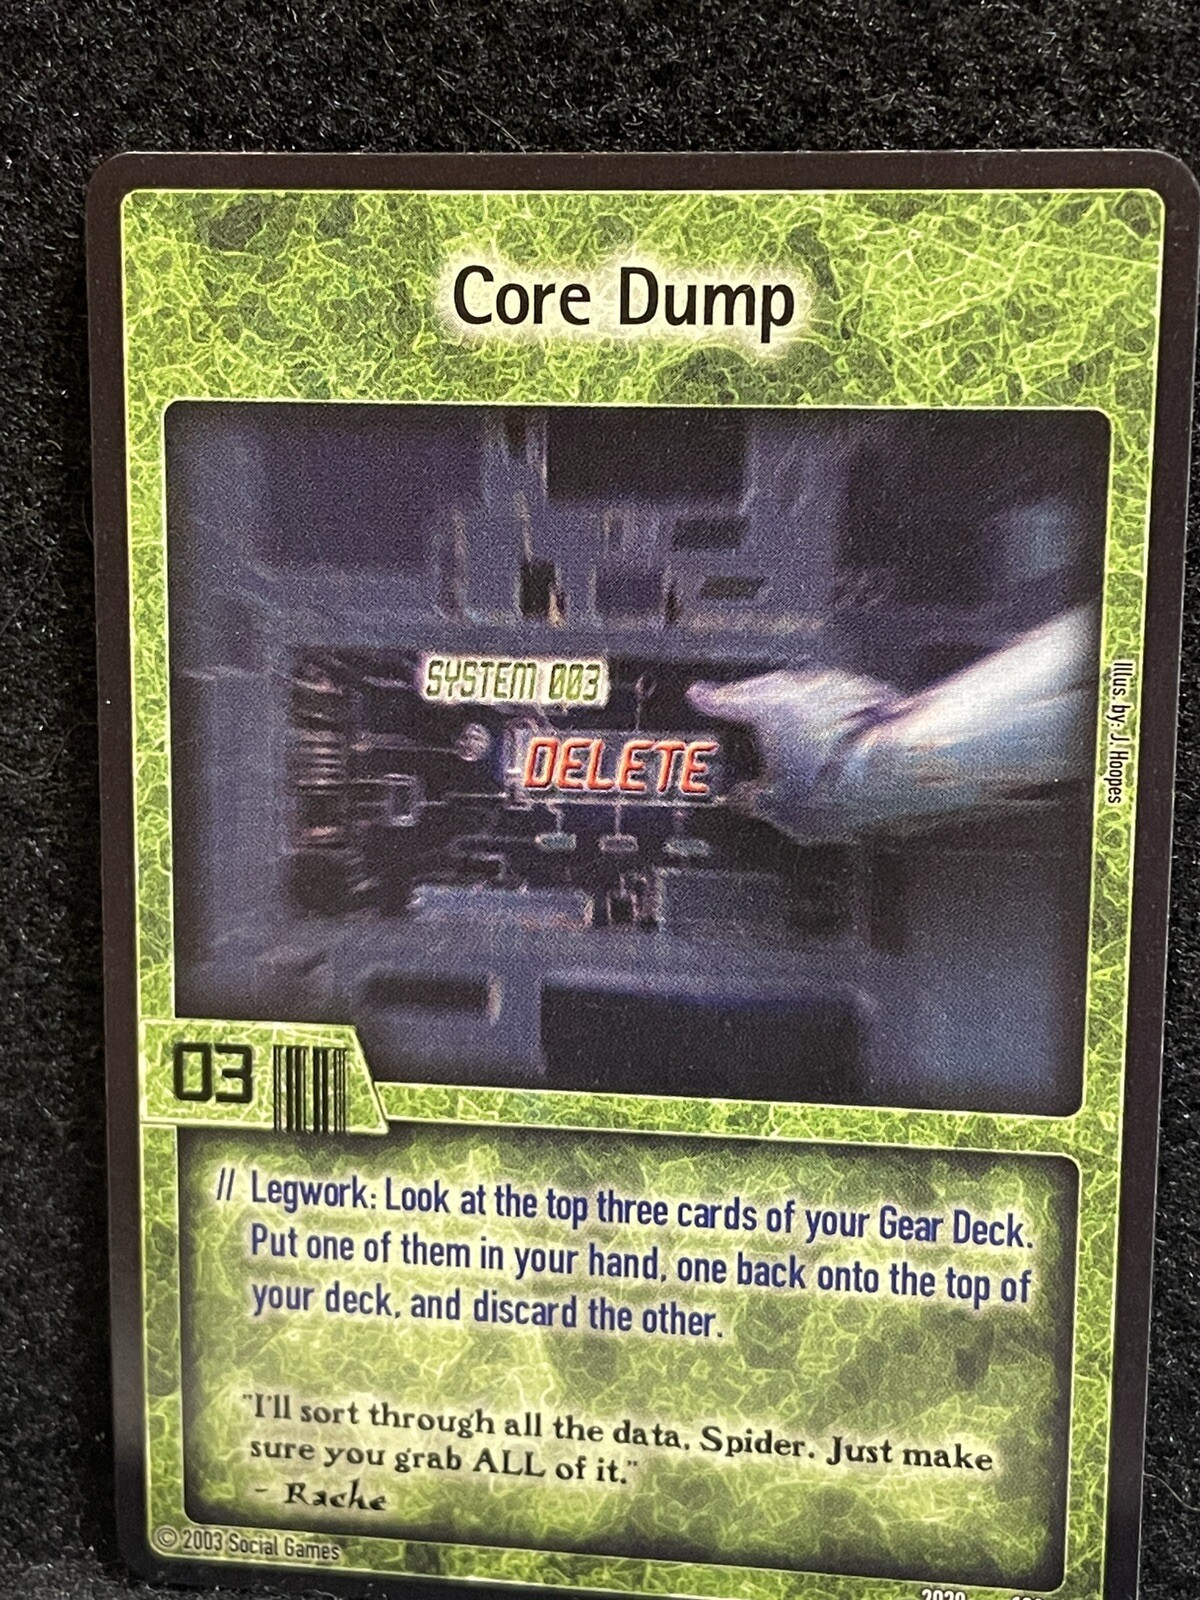 Core Dump
SYSTEM 003
DELETE
Illus. by: J. Hoopes
03
// Legwork: Look at the top three cards of your Gear Deck.
Put one of them in your hand, one back onto the top of
your deck, and discard the other.
"I'll sort through all the data, Spider. Just make
sure you grab ALL of it."
- Rache
© 2003 Social Games